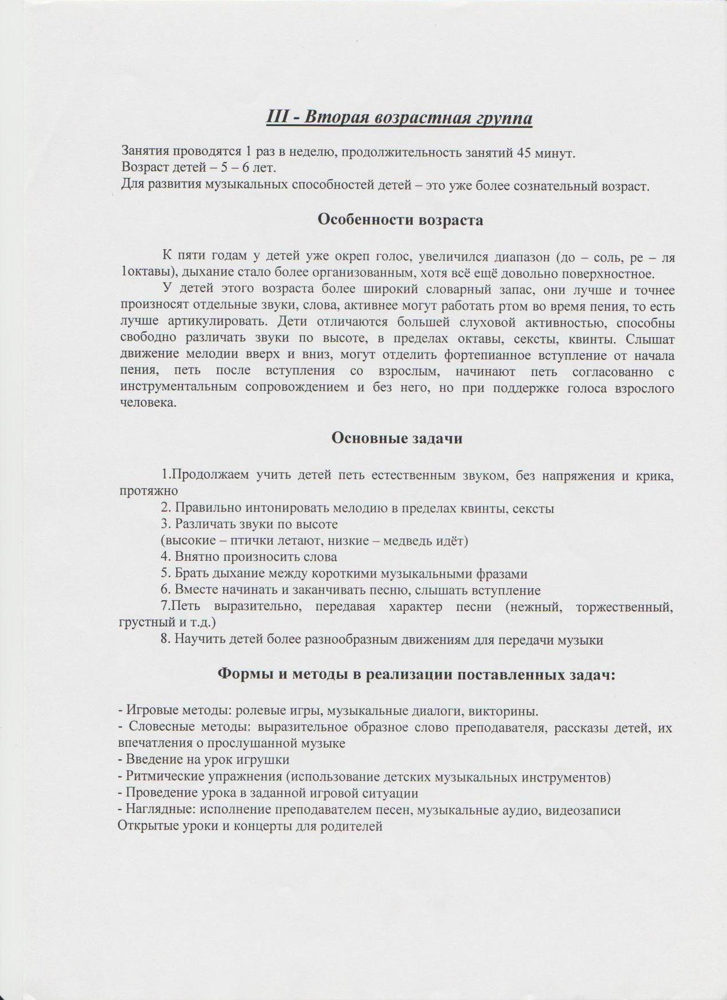 III - Вторая возрастная группа
Занятия проводятся 1 раз в неделю, продолжительность занятий 45 минут.
Возраст детей – 5 – 6 лет.
Для развития музыкальных способностей детей – это уже более сознательный возраст.
Особенности возраста
К пяти годам у детей уже окреп голос, увеличился диапазон (до – соль, ре – ля
1октавы), дыхание стало более организованным, хотя всё ещё довольно поверхностное.
У детей этого возраста более широкий словарный запас, они лучше и точнее
произносят отдельные звуки, слова, активнее могут работать ртом во время пения, то есть
лучше артикулировать. Дети отличаются большей слуховой активностью, способны
свободно различать звуки по высоте, в пределах октавы, сексты, квинты. Слышат
движение мелодии вверх и вниз, могут отделить фортепианное вступление от начала
пения, петь после вступления со взрослым, начинают петь согласованно с
инструментальным сопровождением и без него, но при поддержке голоса взрослого
человека.
Основные задачи
1.Продолжаем учить детей петь естественным звуком, без напряжения и крика,
протяжно
2. Правильно интонировать мелодию в пределах квинты, сексты
3. Различать звуки по высоте
(высокие – птички летают, низкие – медведь идёт)
4. Внятно произносить слова
5. Брать дыхание между короткими музыкальными фразами
6. Вместе начинать и заканчивать песню, слышать вступление
7.Петь выразительно, передавая характер песни (нежный, торжественный,
грустный и т.д.)
8. Научить детей более разнообразным движениям для передачи музыки
Формы и методы в реализации поставленных задач:
- Игровые методы: ролевые игры, музыкальные диалоги, викторины.
- Словесные методы: выразительное образное слово преподавателя, рассказы детей, их
впечатления о прослушанной музыке
- Введение на урок игрушки
- Ритмические упражнения (использование детских музыкальных инструментов)
- Проведение урока в заданной игровой ситуации
- Наглядные: исполнение преподавателем песен, музыкальные аудио, видеозаписи
Открытые уроки и концерты для родителей